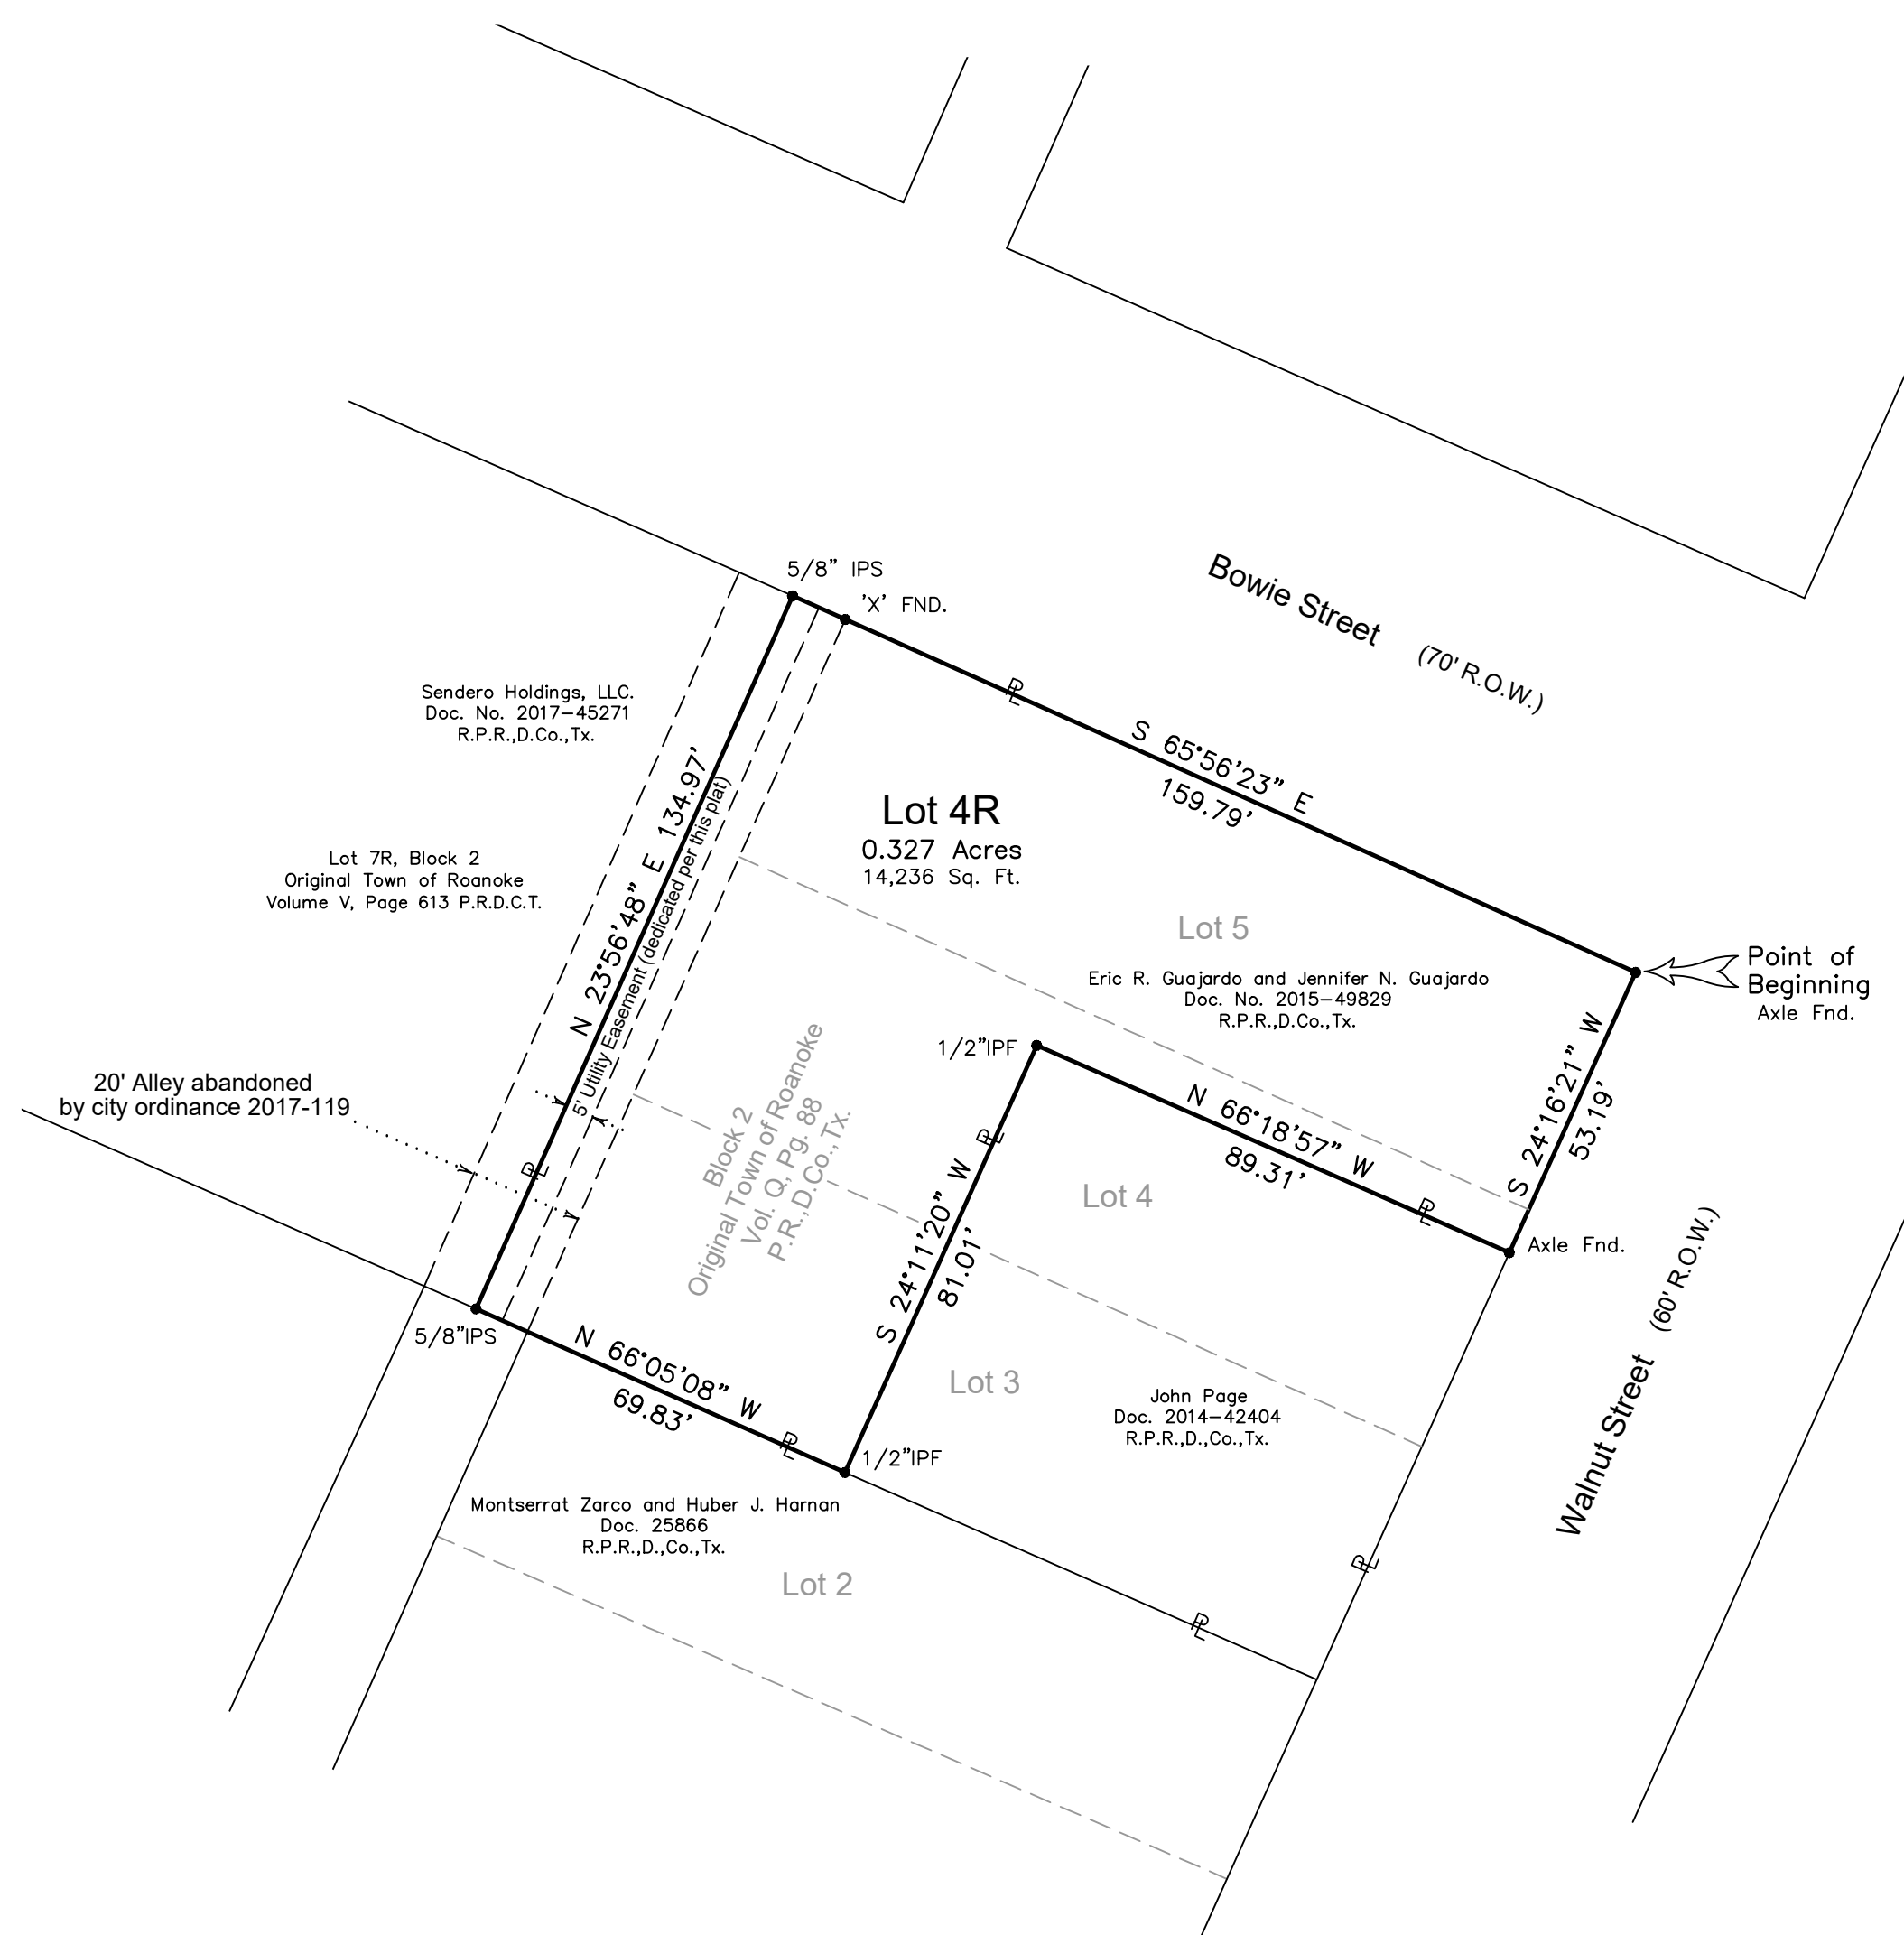 5/8" IPS
'X' FND.
Bowie Street (70' R.O.W.)
Sendero Holdings, LLC.
Doc. No. 2017-45271
R.P.R.,D.Co.,Tx.
PL
S 65°56'23" E
159.79'
Lot 4R
0.327 Acres
14,236 Sq. Ft.
N 23°56'48" E 134.97'
5' Utility Easement (dedicated per this plat)
Lot 7R, Block 2
Original Town of Roanoke
Volume V, Page 613 P.R.D.C.T.
Lot 5
Point of
Beginning
Axle Fnd.
Eric R. Guajardo and Jennifer N. Guajardo
Doc. No. 2015-49829
R.P.R.,D.Co.,Tx.
1/2"IPF
S 24°16'21" W
53.19'
20' Alley abandoned
by city ordinance 2017-119
Block 2
Original Town of Roanoke
Vol. Q, Pg. 88
P.R.,D.Co.,Tx.
PL
N 66°18'57" W
89.31'
PL
PL
Lot 4
S 24°11'20" W
81.01'
Axle Fnd.
Walnut Street (60' R.O.W.)
5/8"IPS
N 66°05'08" W
69.83'
PL
Lot 3
John Page
Doc. 2014-42404
R.P.R.,D.,Co.,Tx.
1/2"IPF
Montserrat Zarco and Huber J. Harnan
Doc. 25866
R.P.R.,D.,Co.,Tx.
Lot 2
PL
PL